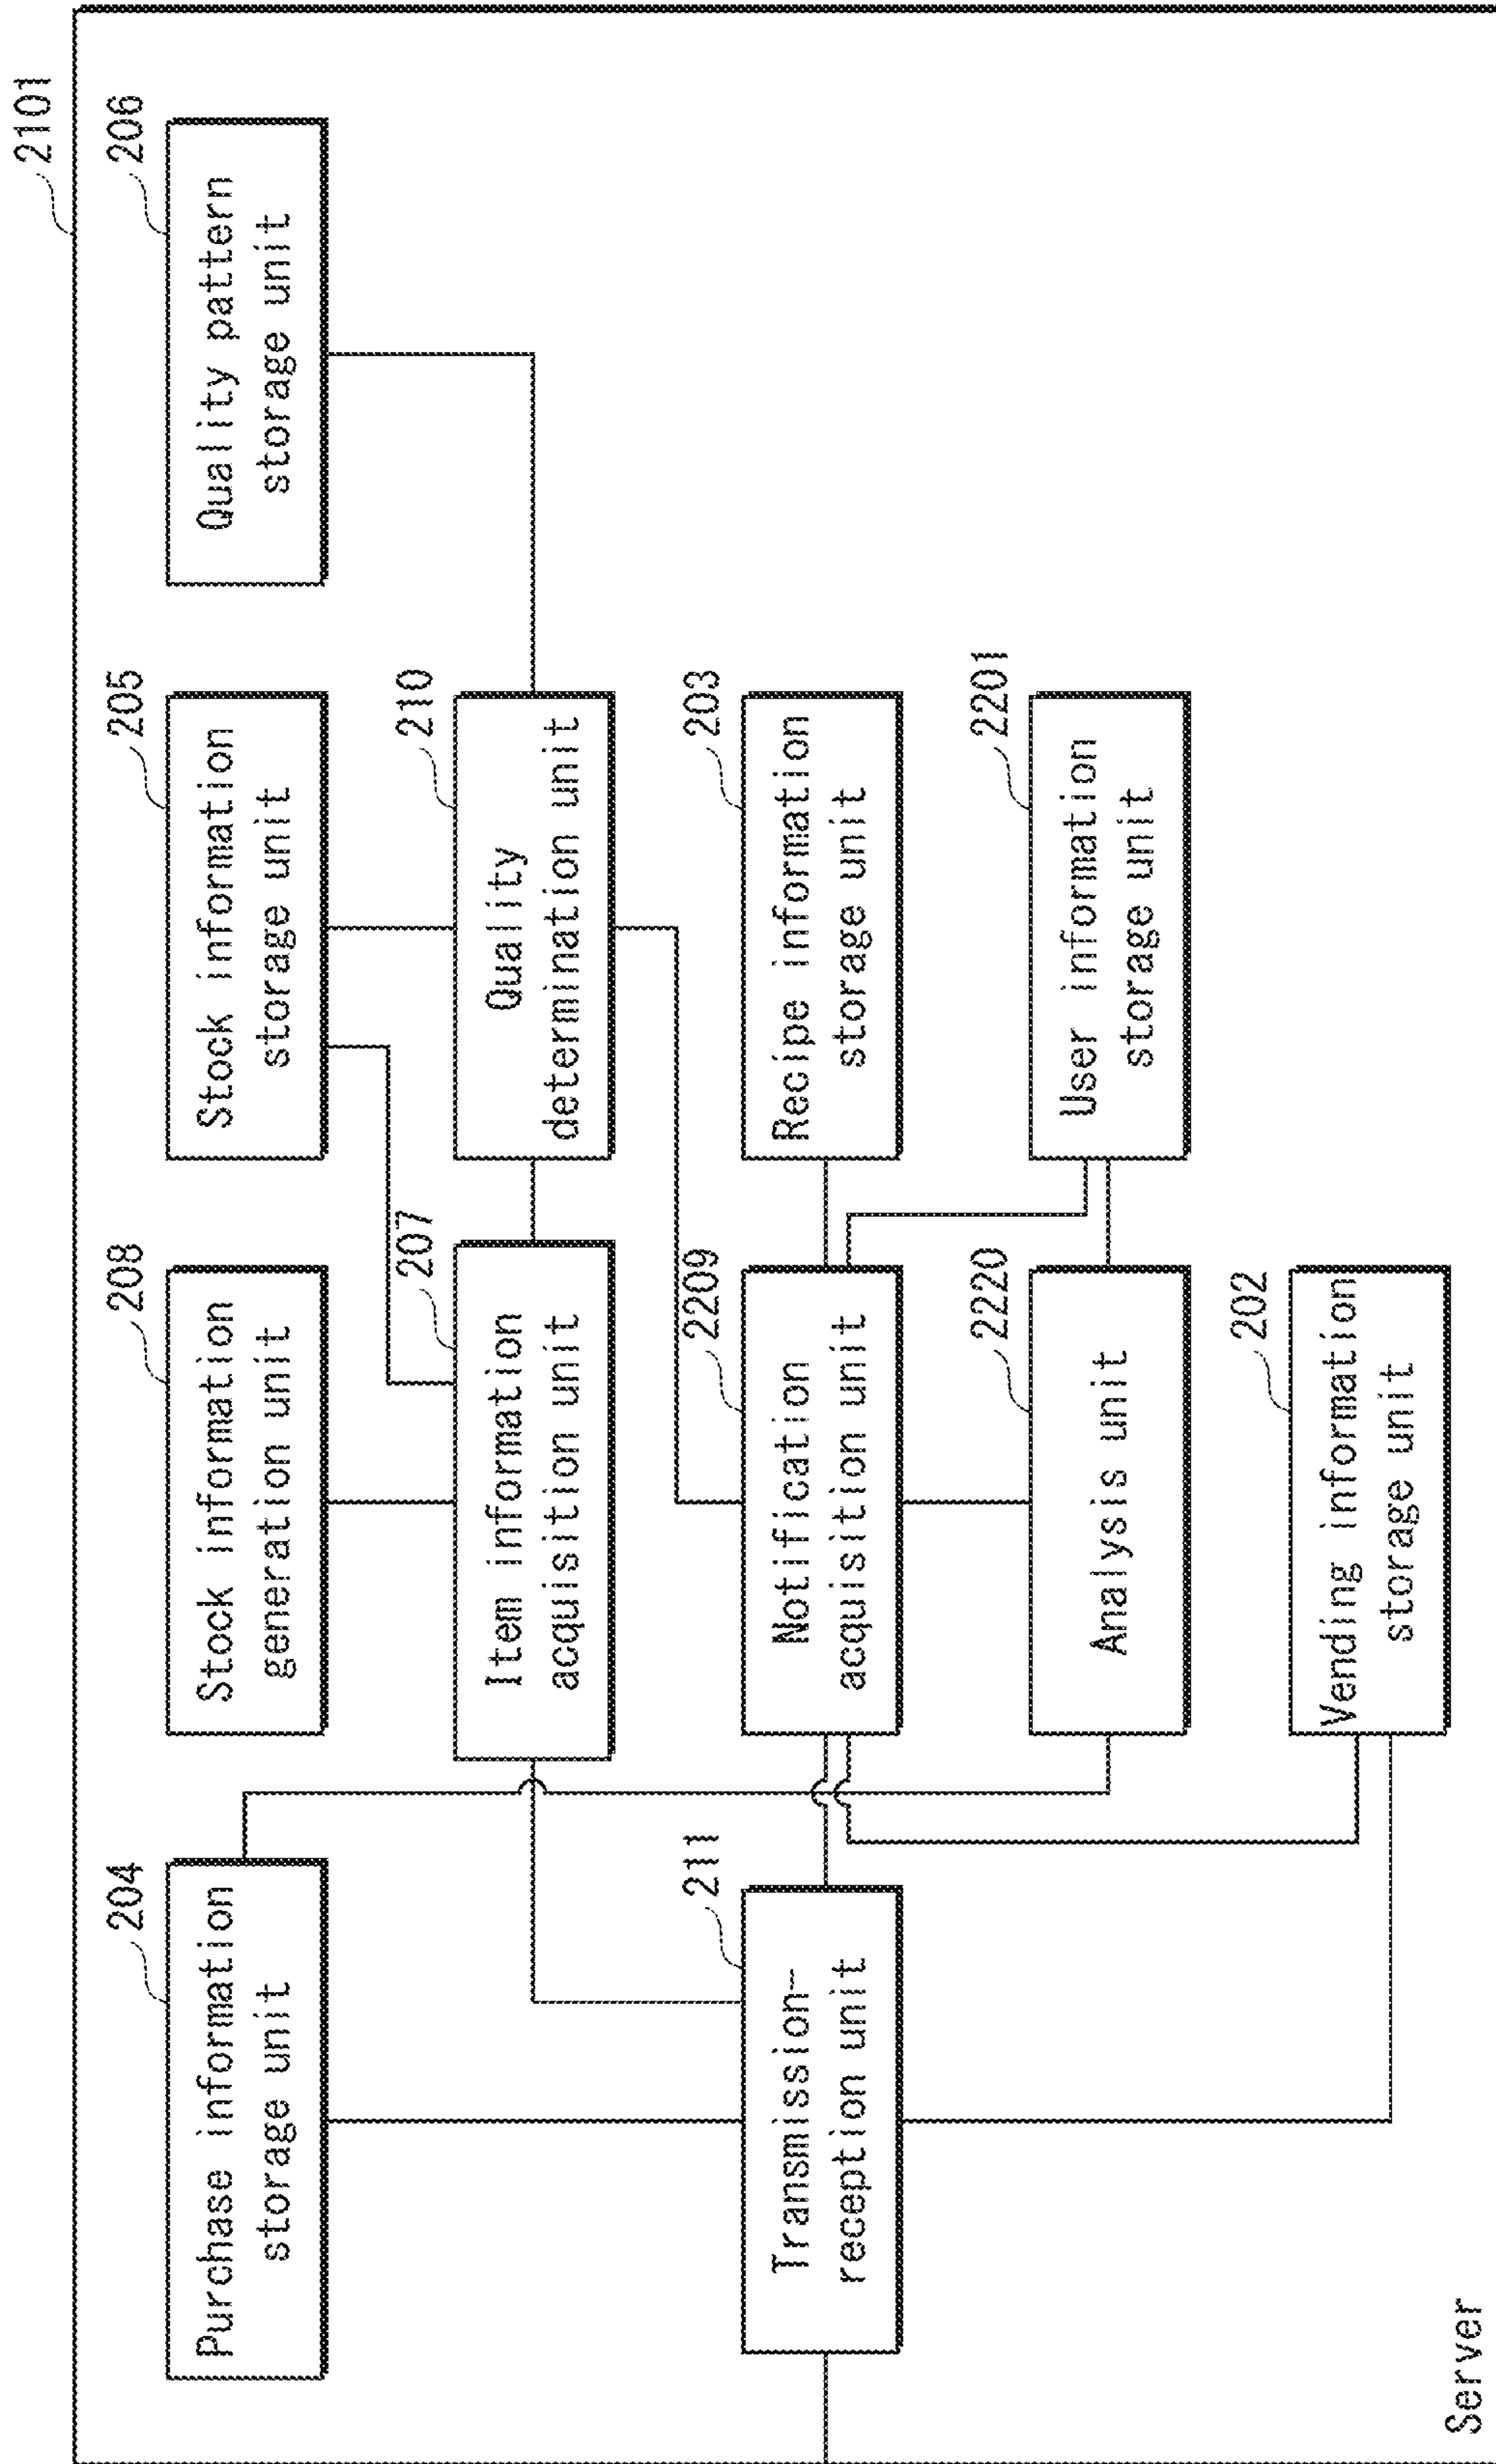 2101
204
Purchase information
storage unit
208
Stock information
generation unit
205
Stock information
storage unit
206
Quality pattern
storage unit
207
Item information
acquisition unit
210
Quality
determination unit
211
Transmission-
reception unit
2209
Notification
acquisition unit
203
Recipe information
storage unit
2220
Analysis unit
2201
User information
storage unit
202
Vending information
storage unit
Server